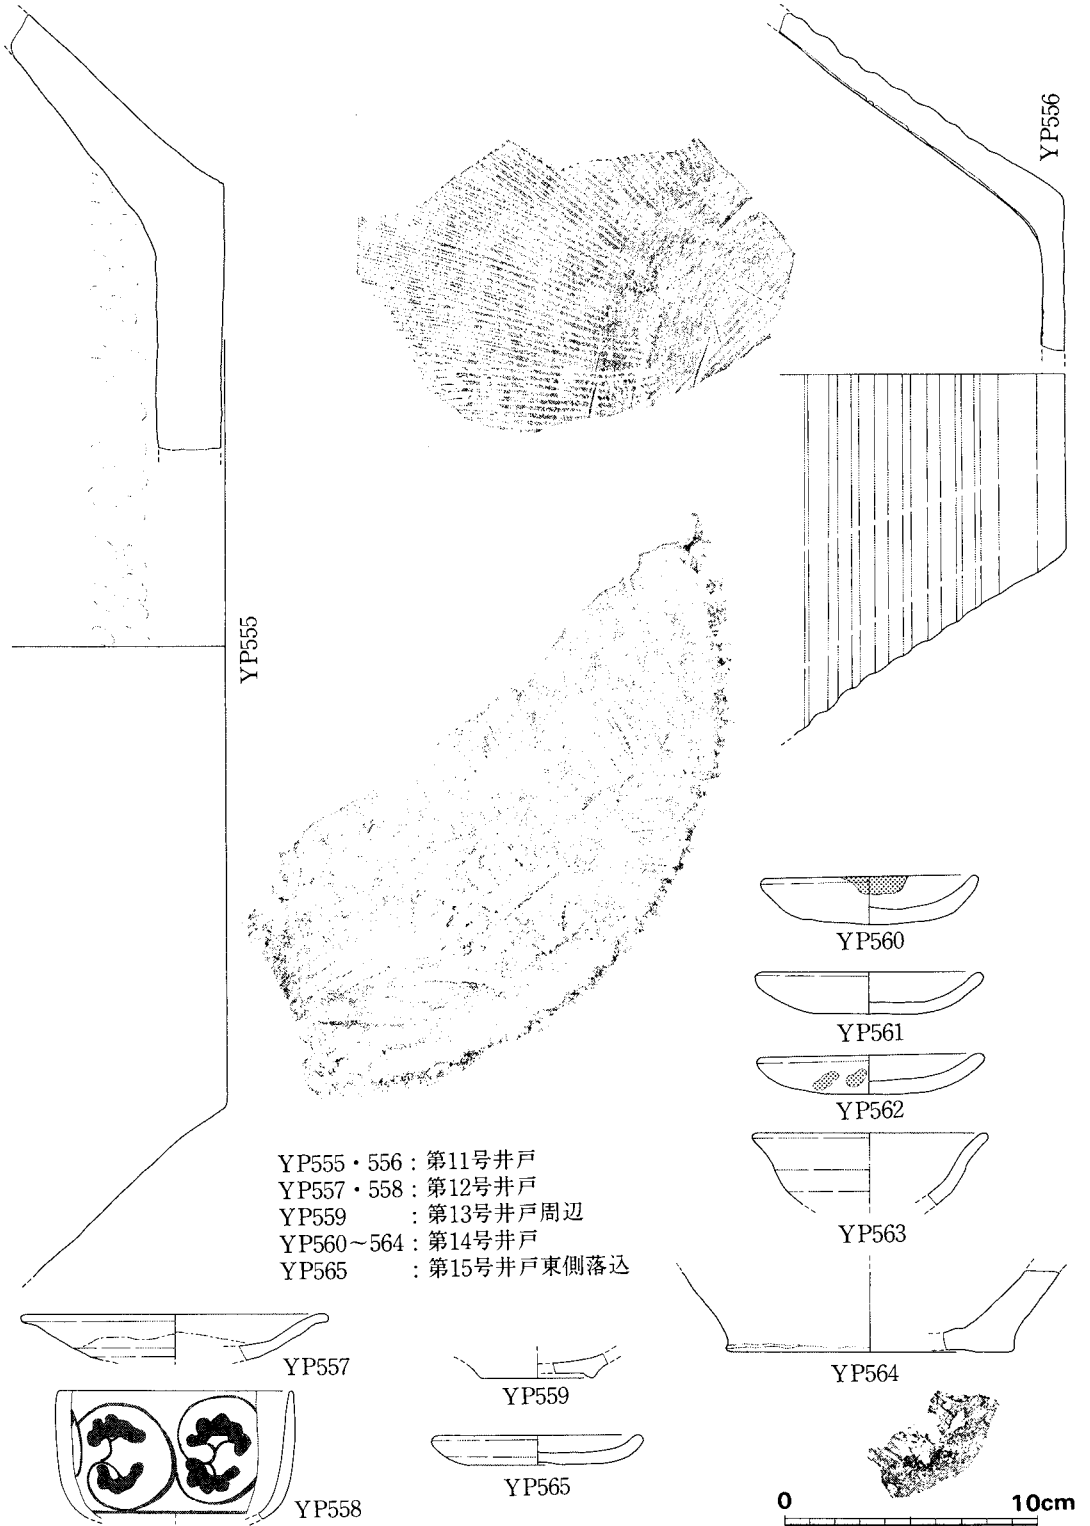 YP556
YP555
YP560
YP561
YP562
YP563
YP555・556：第11号井戸
YP557・558：第12号井戸
YP559　　：第13号井戸周辺
YP560～564：第14号井戸
YP565　　：第15号井戸東側落込
YP557
YP559
YP564
YP558
YP565
0 10cm